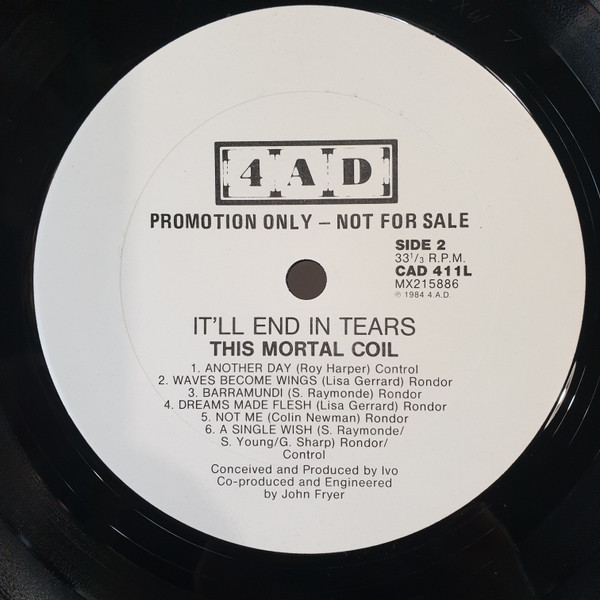 4AD
PROMOTION ONLY – NOT FOR SALE
SIDE 2
33 1/3 R.P.M.
CAD 411L
MX215886
℗ 1984 4.A.D.
IT'LL END IN TEARS
THIS MORTAL COIL
1. ANOTHER DAY (Roy Harper) Control
2. WAVES BECOME WINGS (Lisa Gerrard) Rondor
3. BARRAMUNDI (S. Raymonde) Rondor
4. DREAMS MADE FLESH (Lisa Gerrard) Rondor
5. NOT ME (Colin Newman) Rondor
6. A SINGLE WISH (S. Raymonde/
S. Young/G. Sharp) Rondor/
Control
Conceived and Produced by Ivo
Co-produced and Engineered
by John Fryer